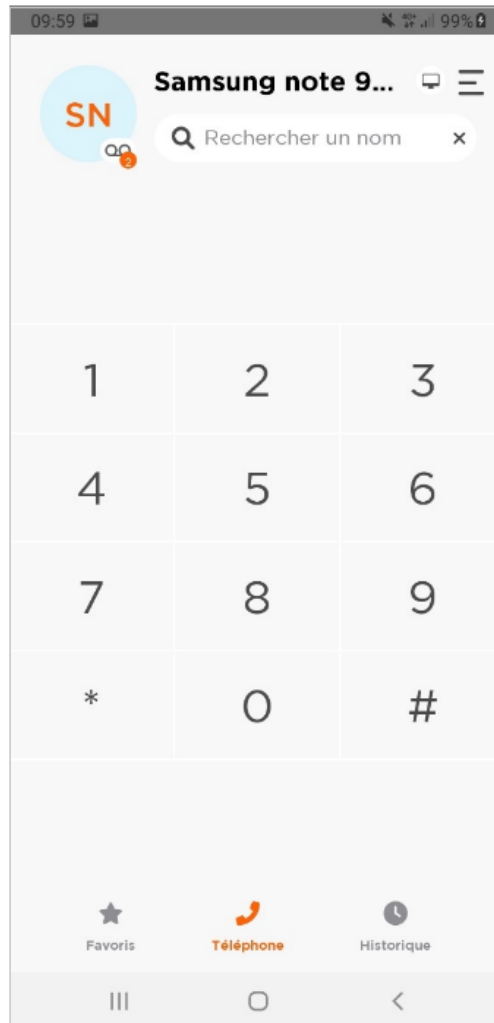 09:59 99%
Samsung note 9...
SN
Rechercher un nom
2
1 2 3
4 5 6
7 8 9
* 0 #
Favoris Téléphone Historique